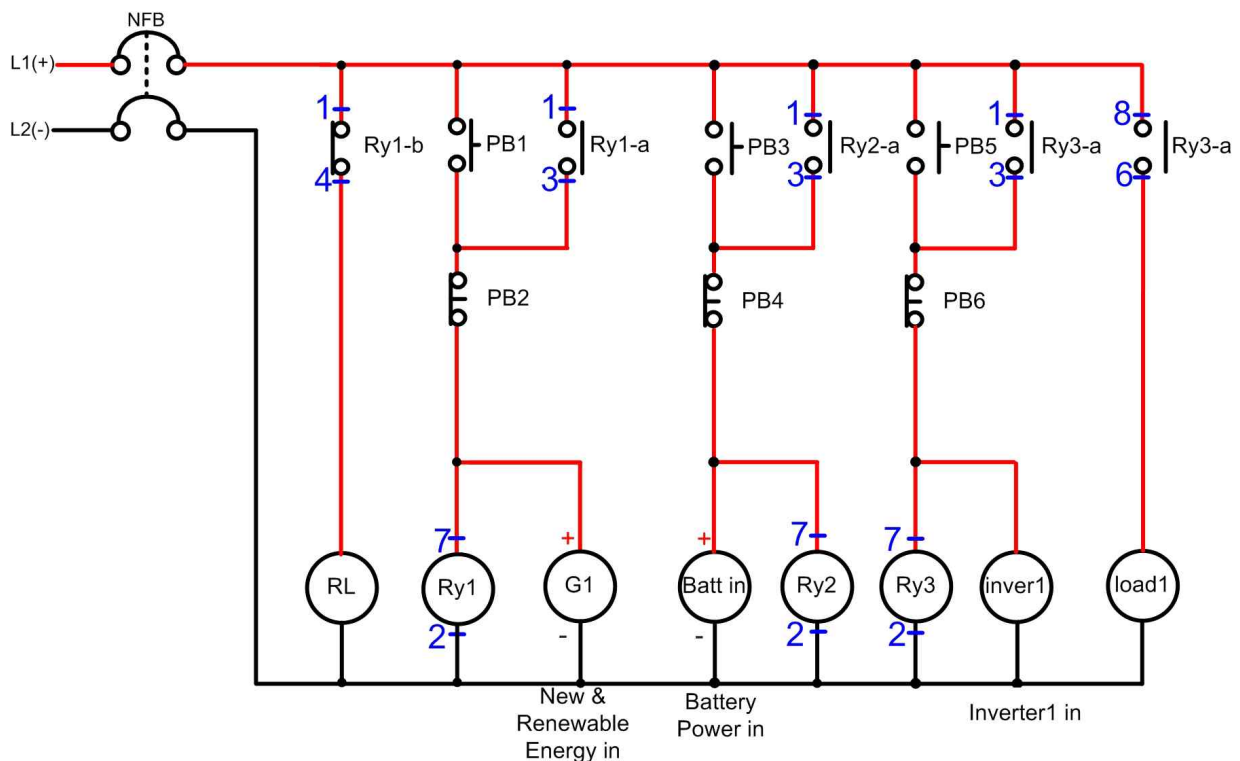 NFB
L1(+)
L2(-)
1
4
Ry1-b
PB1
1
3
Ry1-a
PB3
1
3
Ry2-a
PB5
1
3
Ry3-a
8
6
Ry3-a
PB2
PB4
PB6
RL
7
Ry1
2
+
G1
-
+
Batt in
-
7
Ry2
2
7
Ry3
2
inver1
load1
New &
Renewable
Energy in
Battery
Power in
Inverter1 in